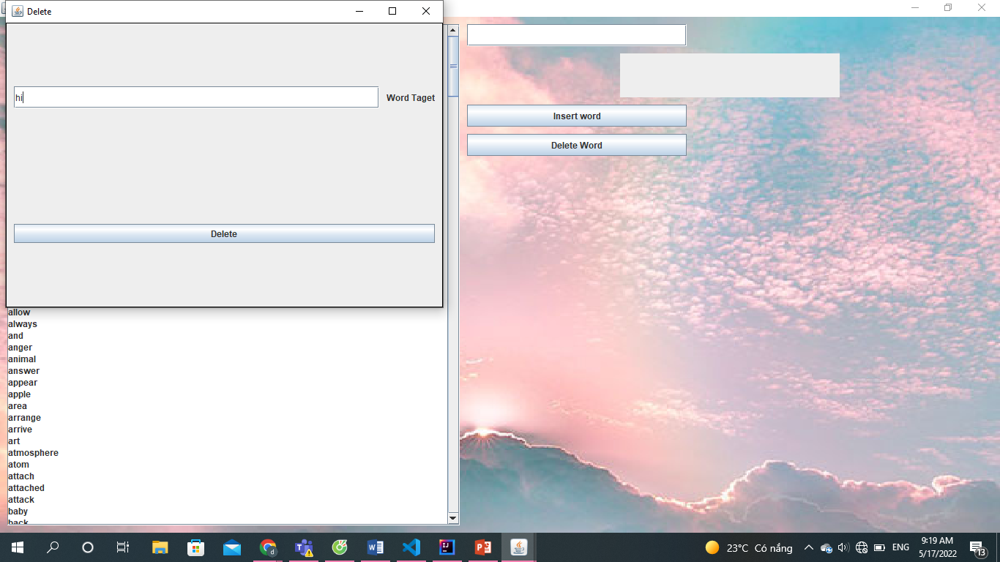 Delete
hi
Word Taget
Delete
Insert word
Delete Word
allow
always
and
anger
animal
answer
appear
apple
area
arrange
arrive
art
atmosphere
atom
attach
attached
attack
baby
back
23°C Có nắng
ENG
9:19 AM
5/17/2022
13